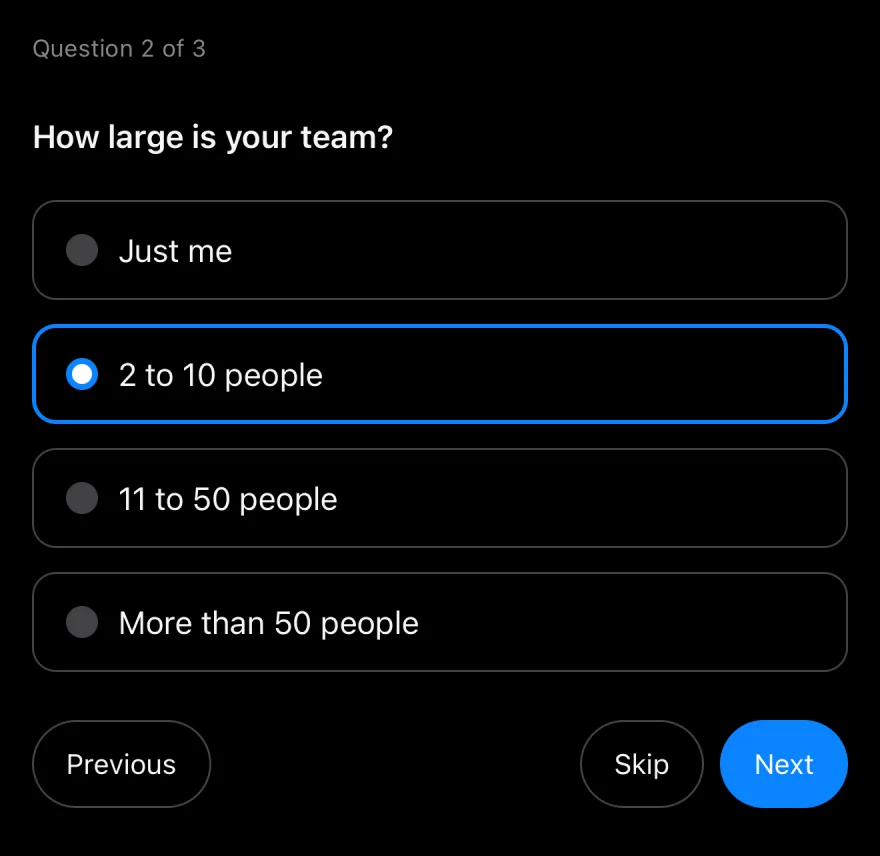 Question 2 of 3
How large is your team?
Just me
2 to 10 people
11 to 50 people
More than 50 people
Previous
Skip
Next